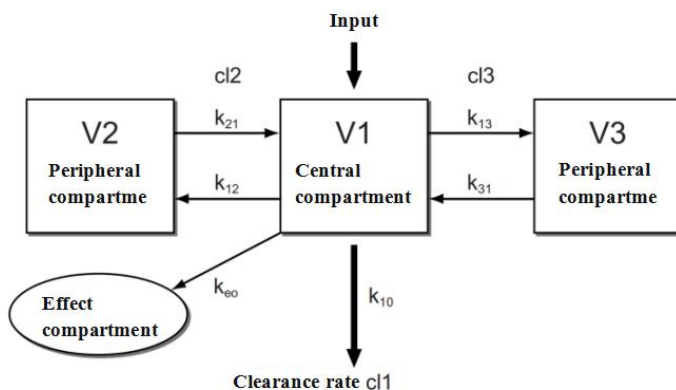 Input
cl2
cl3
V2
Peripheral
compartme
k21
k12
V1
Central
compartment
k13
k31
V3
Peripheral
compartme
Effect
compartment
keo
k10
Clearance rate cl1